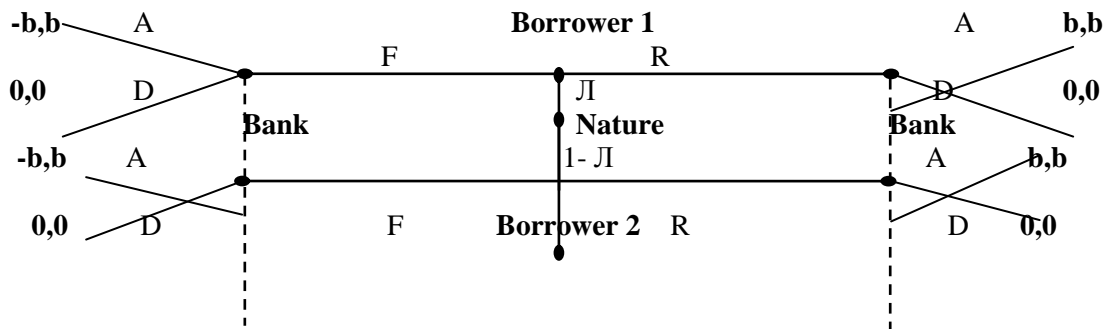 -b,b A Borrower 1 A b,b
F R
0,0 D Л D 0,0
Bank Nature Bank
-b,b A 1- Л A b,b
0,0 D F Borrower 2 R D 0,0